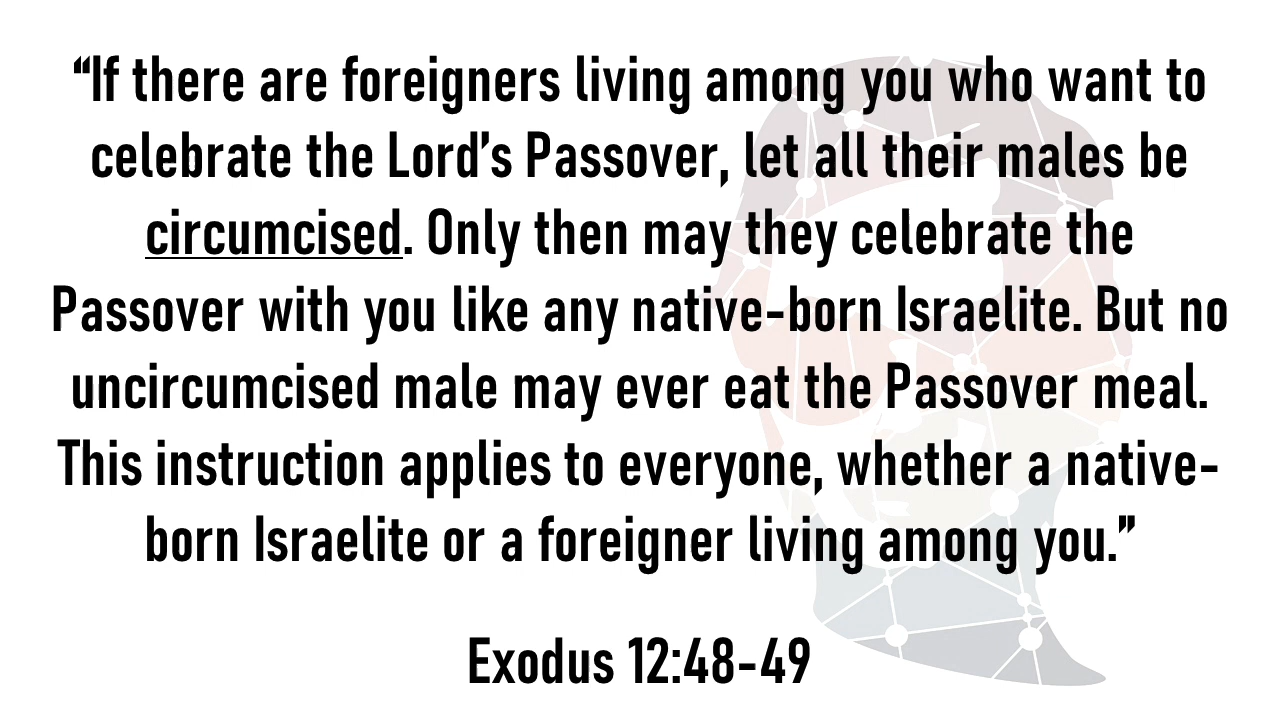 “If there are foreigners living among you who want to
celebrate the Lord’s Passover, let all their males be
circumcised. Only then may they celebrate the
Passover with you like any native-born Israelite. But no
uncircumcised male may ever eat the Passover meal.
This instruction applies to everyone, whether a native-
born Israelite or a foreigner living among you.”
Exodus 12:48-49